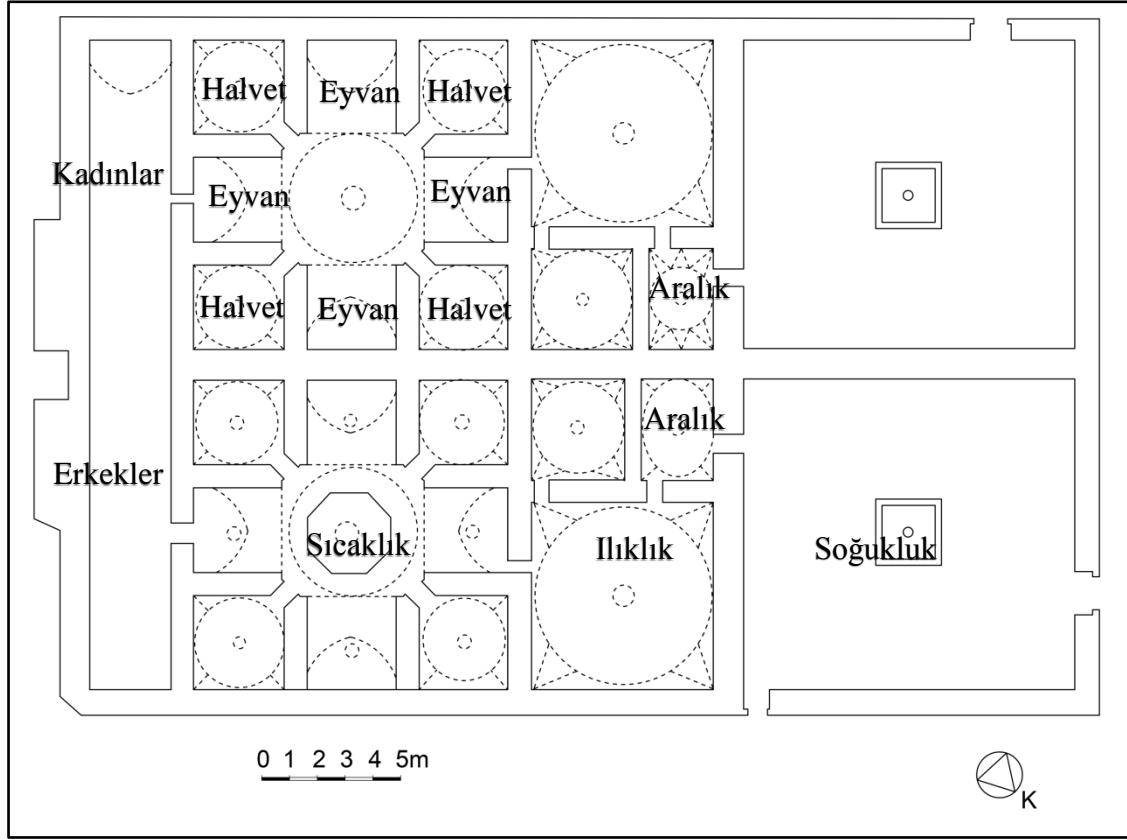 Halvet Eyvan Halvet
Kadınlar Eyvan Eyvan
Halvet Eyvan Halvet Aralık
Aralık
Erkekler
Sıcaklık Ilıklık Soğukluk
0 1 2 3 4 5m
K